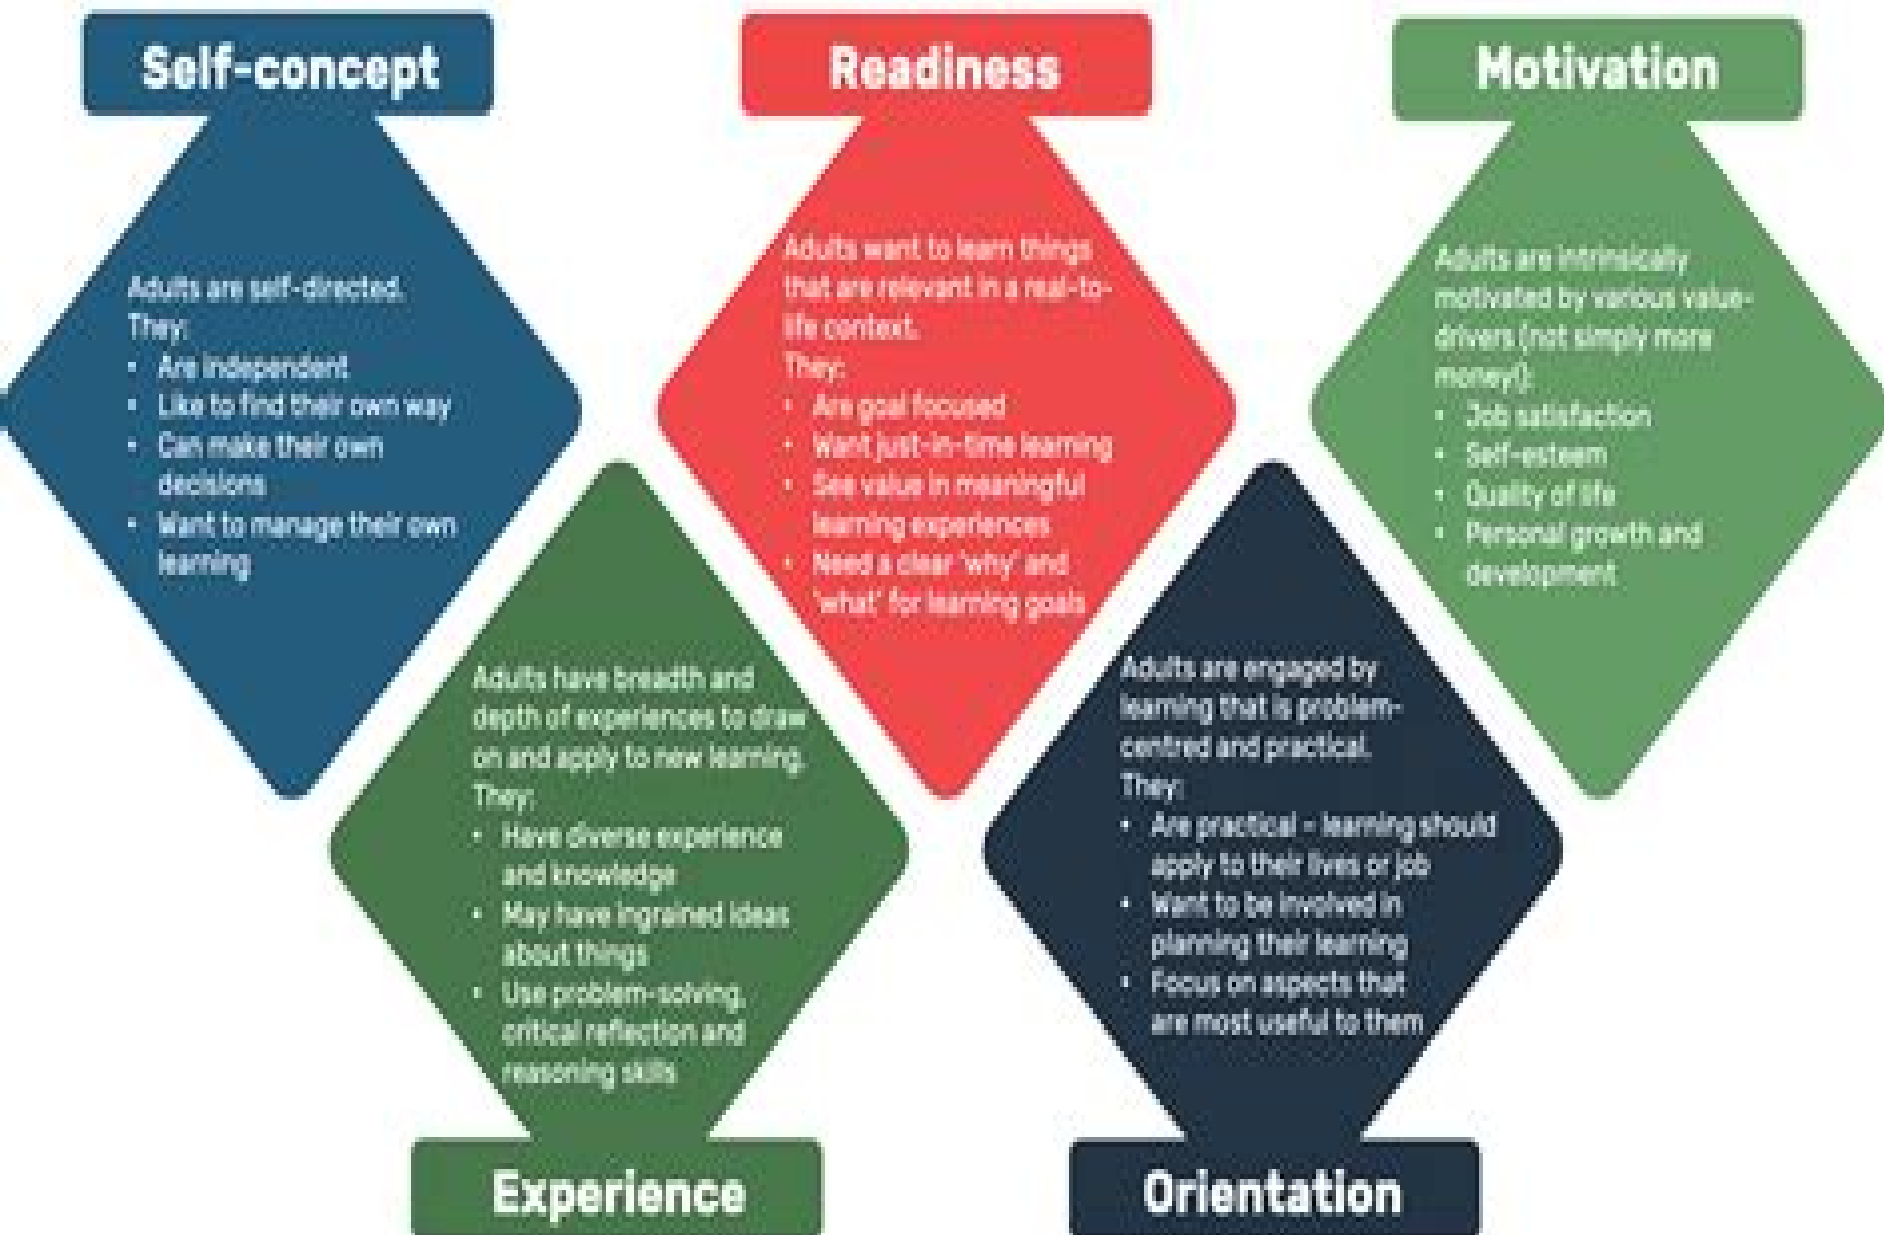 Self-concept
Adults are self-directed.
They:
• Are independent
• Like to find their own way
• Can make their own
decisions
• Want to manage their own
learning
Adults have breadth and
depth of experiences to draw
on and apply to new learning.
They:
• Have diverse experience
and knowledge
• May have ingrained ideas
about things
• Use problem-solving,
critical reflection and
reasoning skills
Experience
Readiness
Adults want to learn things
that are relevant in a real-to-
life context.
They:
• Are goal focused
• Want just-in-time learning
• See value in meaningful
learning experiences
• Need a clear 'why' and
'what' for learning goals
Adults are engaged by
learning that is problem-
centred and practical.
They:
• Are practical – learning should
apply to their lives or job
• Want to be involved in
planning their learning
• Focus on aspects that
are most useful to them
Orientation
Motivation
Adults are intrinsically
motivated by various value-
drivers (not simply more
money():
• Job satisfaction
• Self-esteem
• Quality of life
• Personal growth and
development